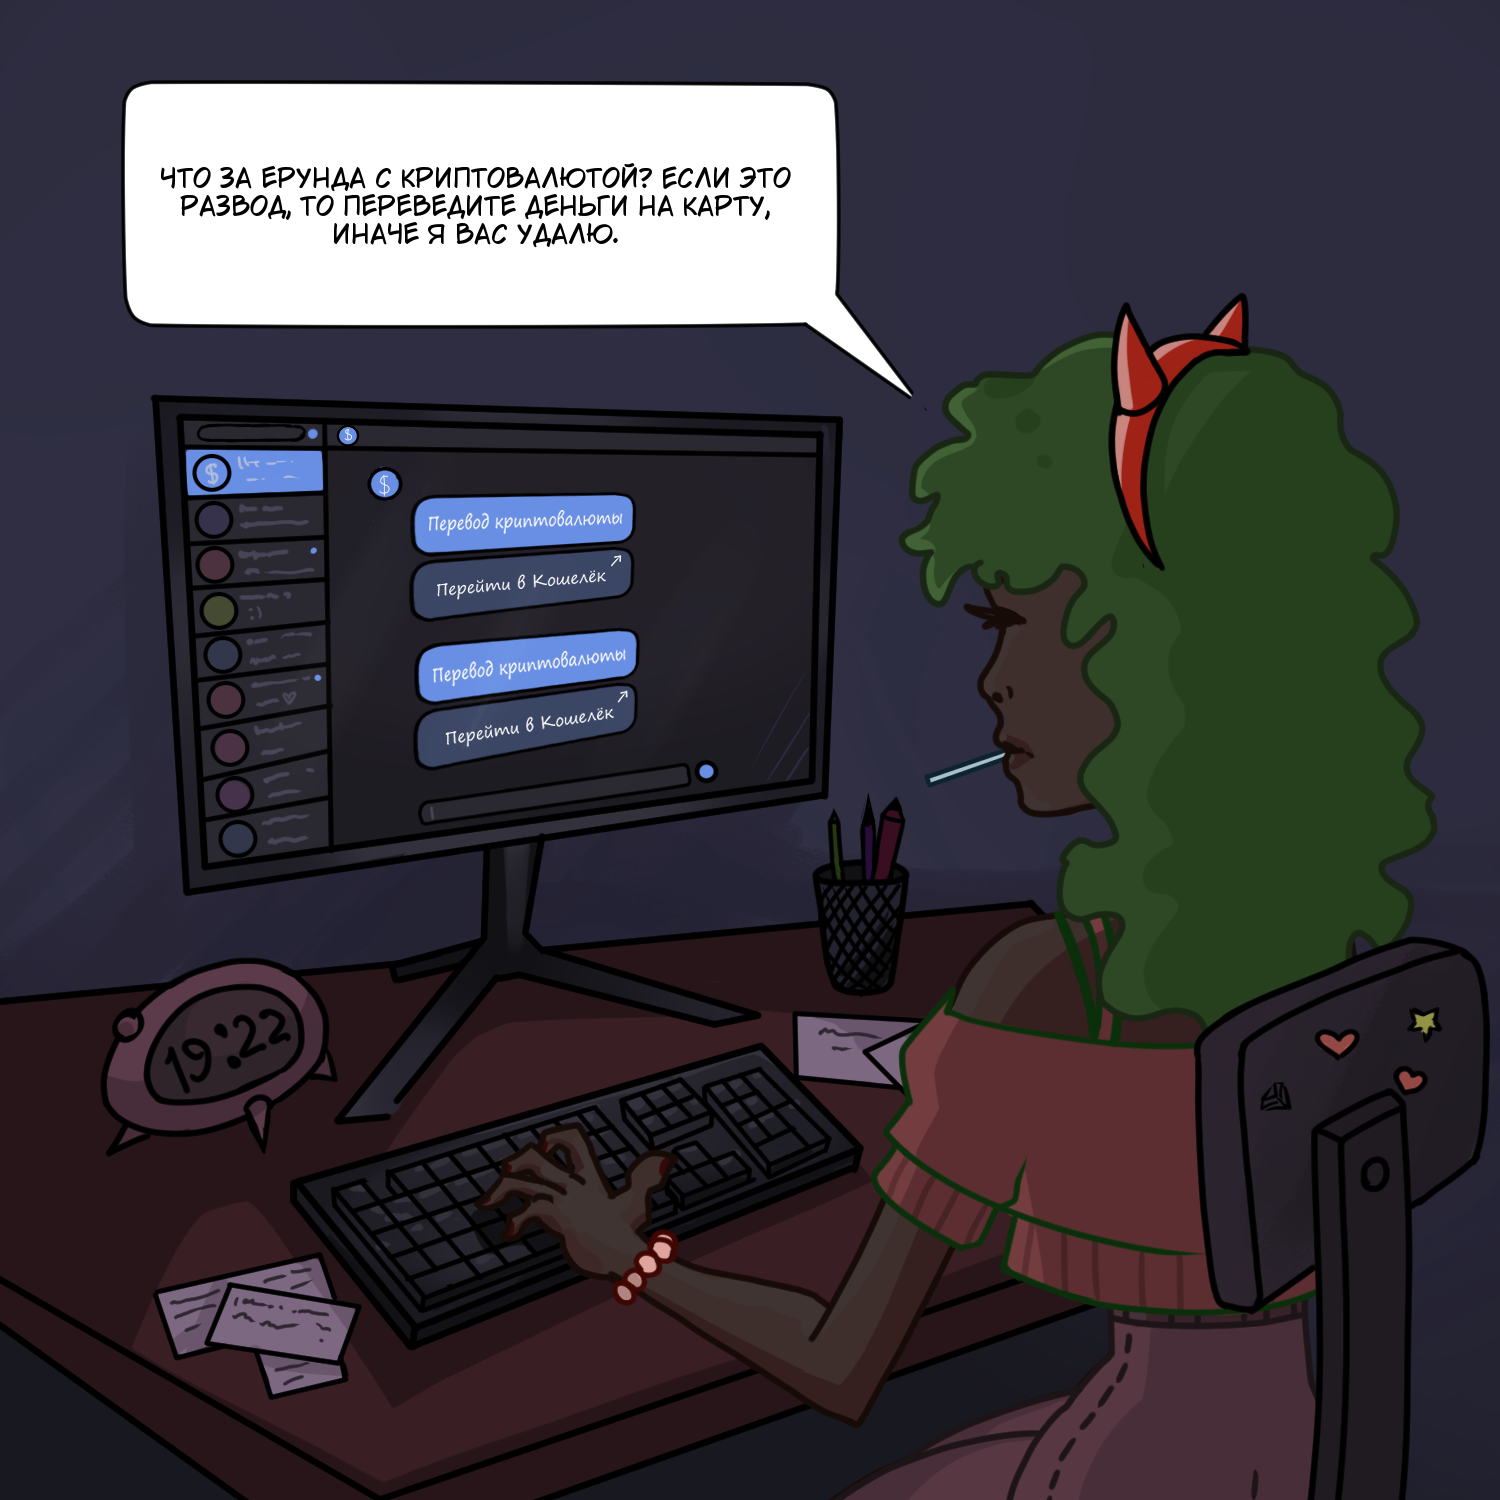 ЧТО ЗА ЕРУНДА С КРИПТОВАЛЮТОЙ? ЕСЛИ ЭТО
РАЗВОД, ТО ПЕРЕВЕДИТЕ ДЕНЬГИ НА КАРТУ,
ИНАЧЕ Я ВАС УДАЛЮ.
$
$
$
Перевод криптовалюты
Перейти в Кошелёк
Перевод криптовалюты
Перейти в Кошелёк
:)
19:22